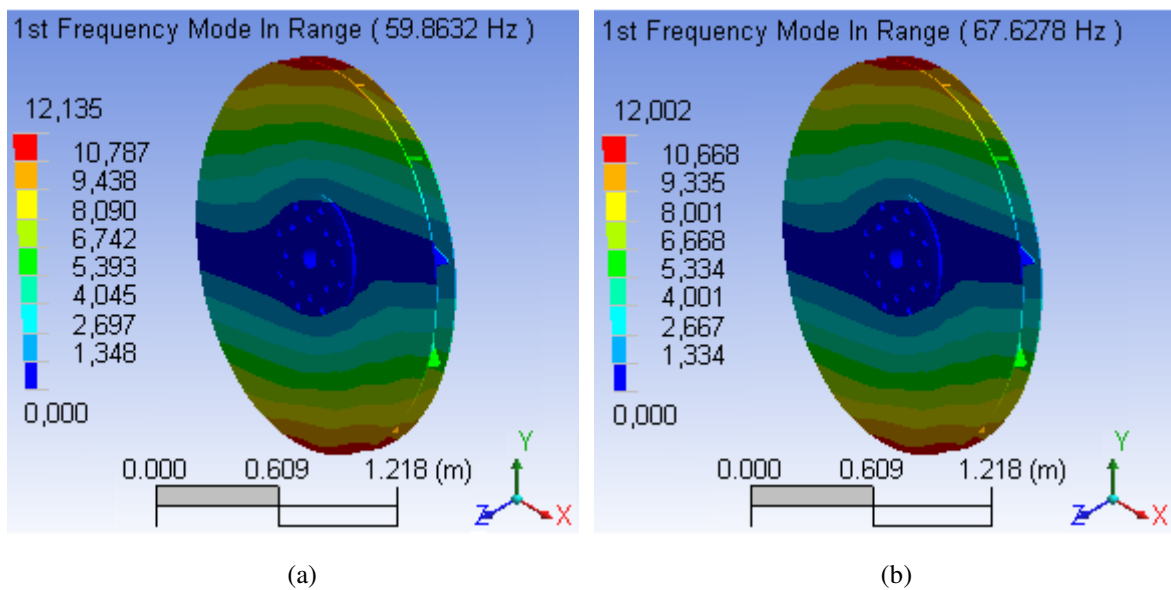 1st Frequency Mode In Range ( 59.8632 Hz )
12,135
10,787
9,438
8,090
6,742
5,393
4,045
2,697
1,348
0,000
0.000 0.609 1.218 (m)
Y
Z X
(a)
1st Frequency Mode In Range ( 67.6278 Hz )
12,002
10,668
9,335
8,001
6,668
5,334
4,001
2,667
1,334
0,000
0.000 0.609 1.218 (m)
Y
Z X
(b)